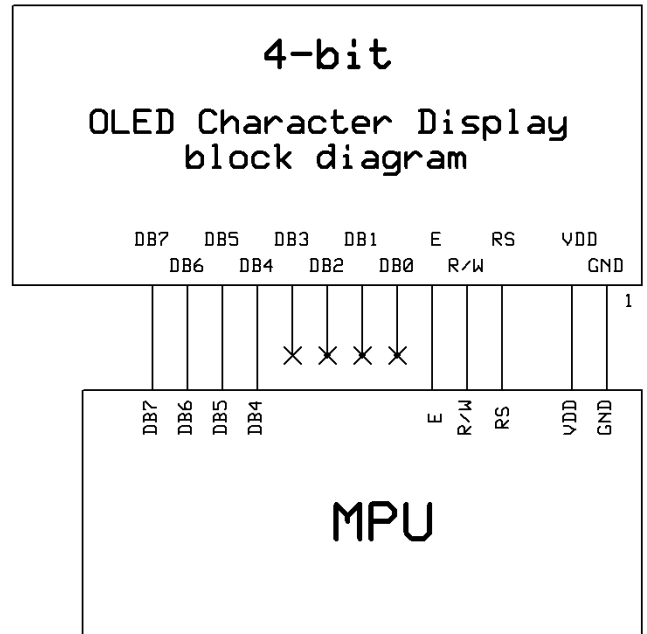 4-bit
OLED Character Display
block diagram
DB7 DB5 DB3 DB1 E RS VDD
DB6 DB4 DB2 DB0 R/W GND
1
DB7 DB6 DB5 DB4 E R/W RS VDD GND
MPU